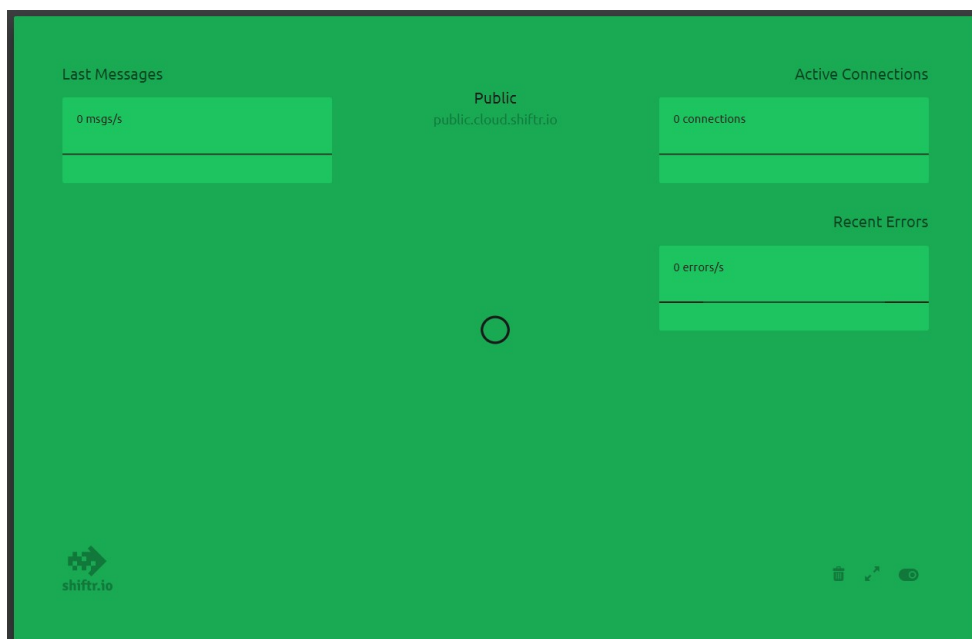 Last Messages
0 msgs/s
Public
public.cloud.shiftr.io
Active Connections
0 connections
Recent Errors
0 errors/s
shiftr.io